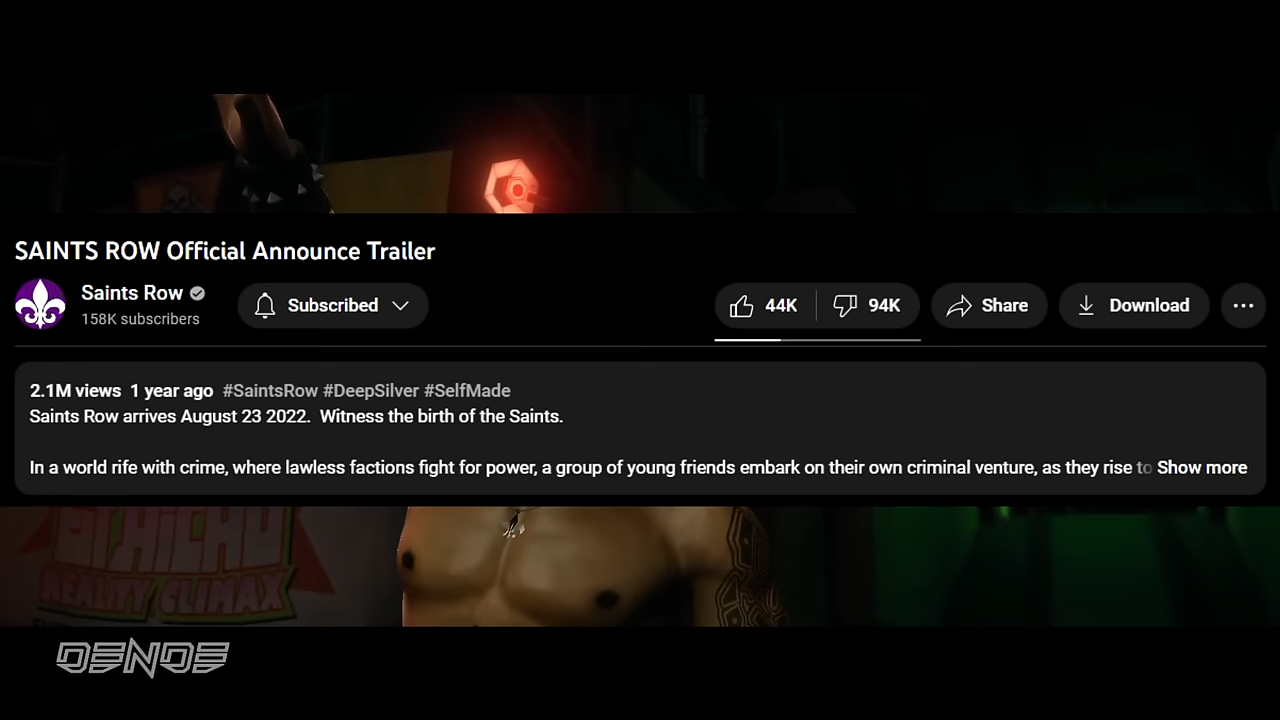 SAINTS ROW Official Announce Trailer
Saints Row
158K subscribers
Subscribed
44K
94K
Share
Download
2.1M views 1 year ago #SaintsRow #DeepSilver #SelfMade
Saints Row arrives August 23 2022. Witness the birth of the Saints.
In a world rife with crime, where lawless factions fight for power, a group of young friends embark on their own criminal venture, as they rise to Show more
REALITY CLIMAX